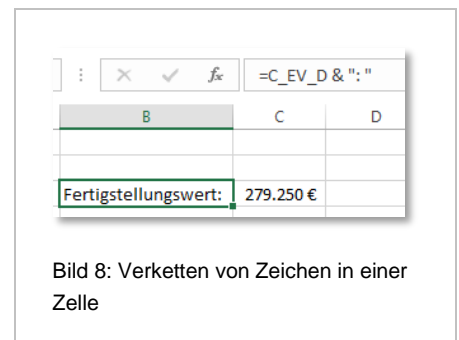 fx =C_EV_D & ": "
B C D
Fertigstellungswert: 279.250 €
Bild 8: Verketten von Zeichen in einer
Zelle